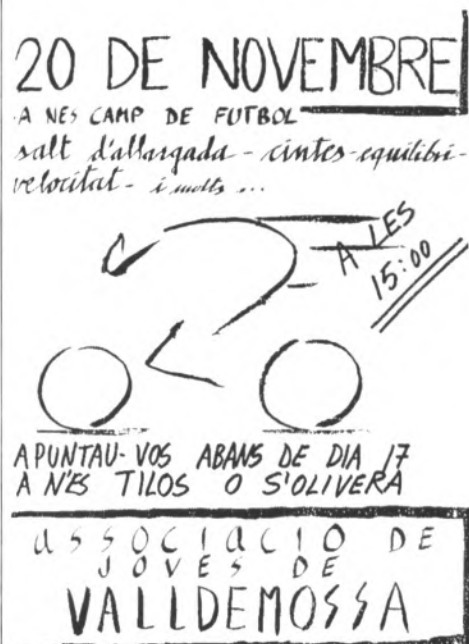 20 DE NOVEMBRE
A NES CAMP DE FUTBOL
salt d'allargada - cintes - equilibri -
velocitat - i molts ...
A LES
15:00
APUNTAU-VOS ABANS DE DIA 17
A N'ES TILOS O S'OLIVERA
ASSOCIACIO DE
JOVES DE
VALLDEMOSSA